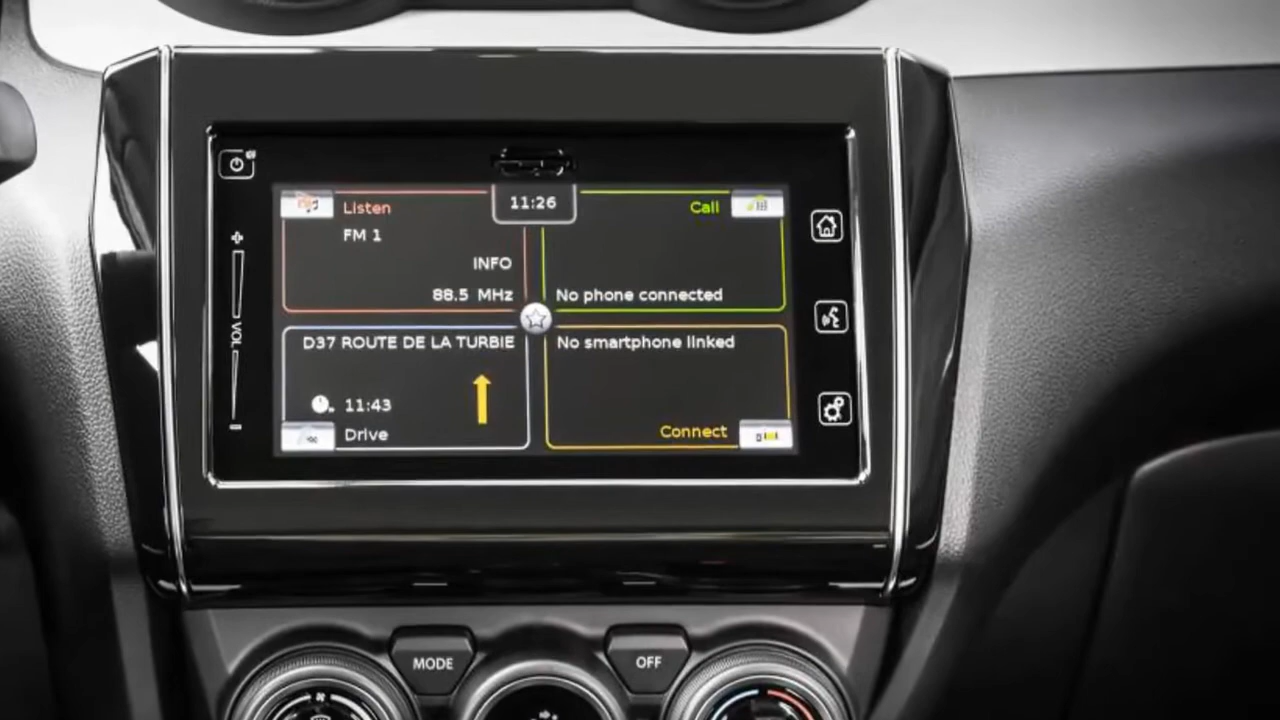 11:26
Listen
FM 1
INFO
88.5 MHz
Call
No phone connected
D37 ROUTE DE LA TURBIE
11:43
Drive
No smartphone linked
Connect
VOL
MODE
OFF